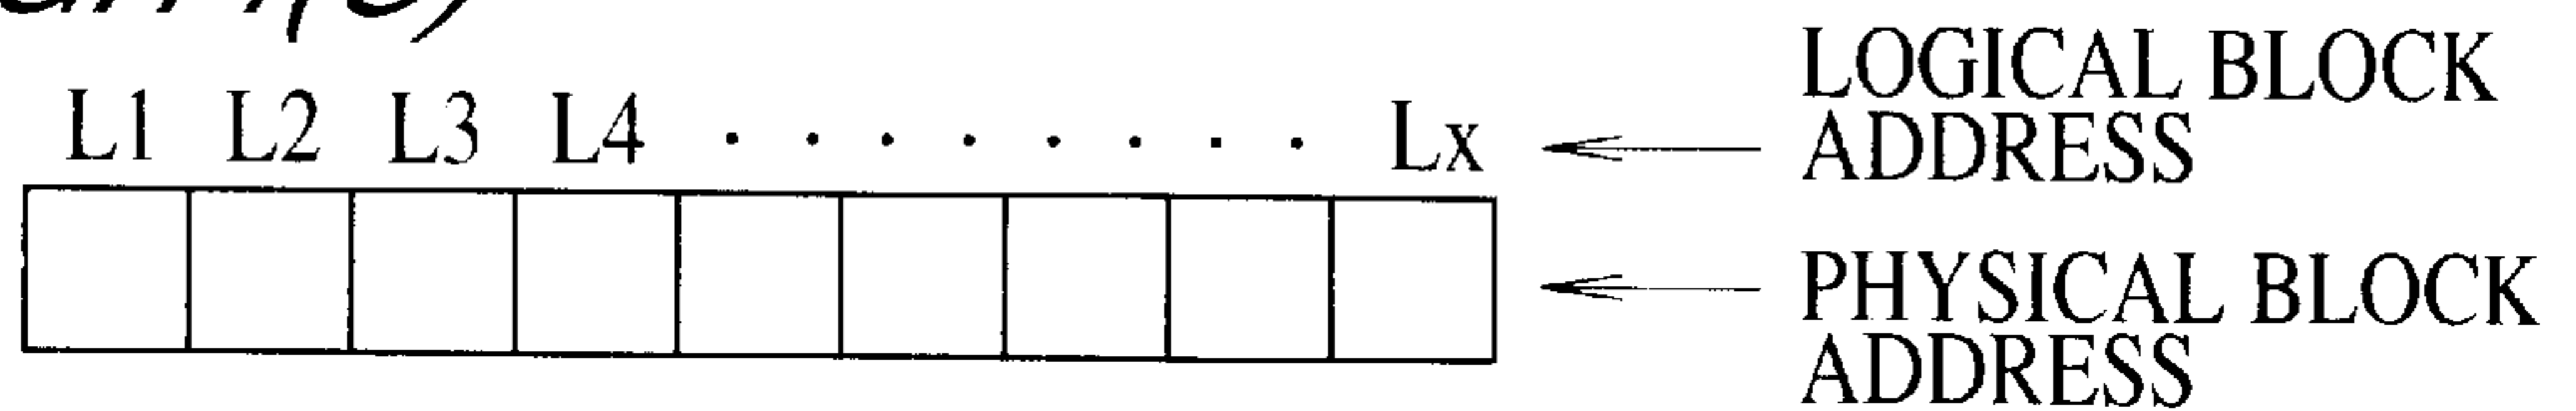 L1 L2 L3 L4 . . . . . . . . Lx
LOGICAL BLOCK
ADDRESS
PHYSICAL BLOCK
ADDRESS